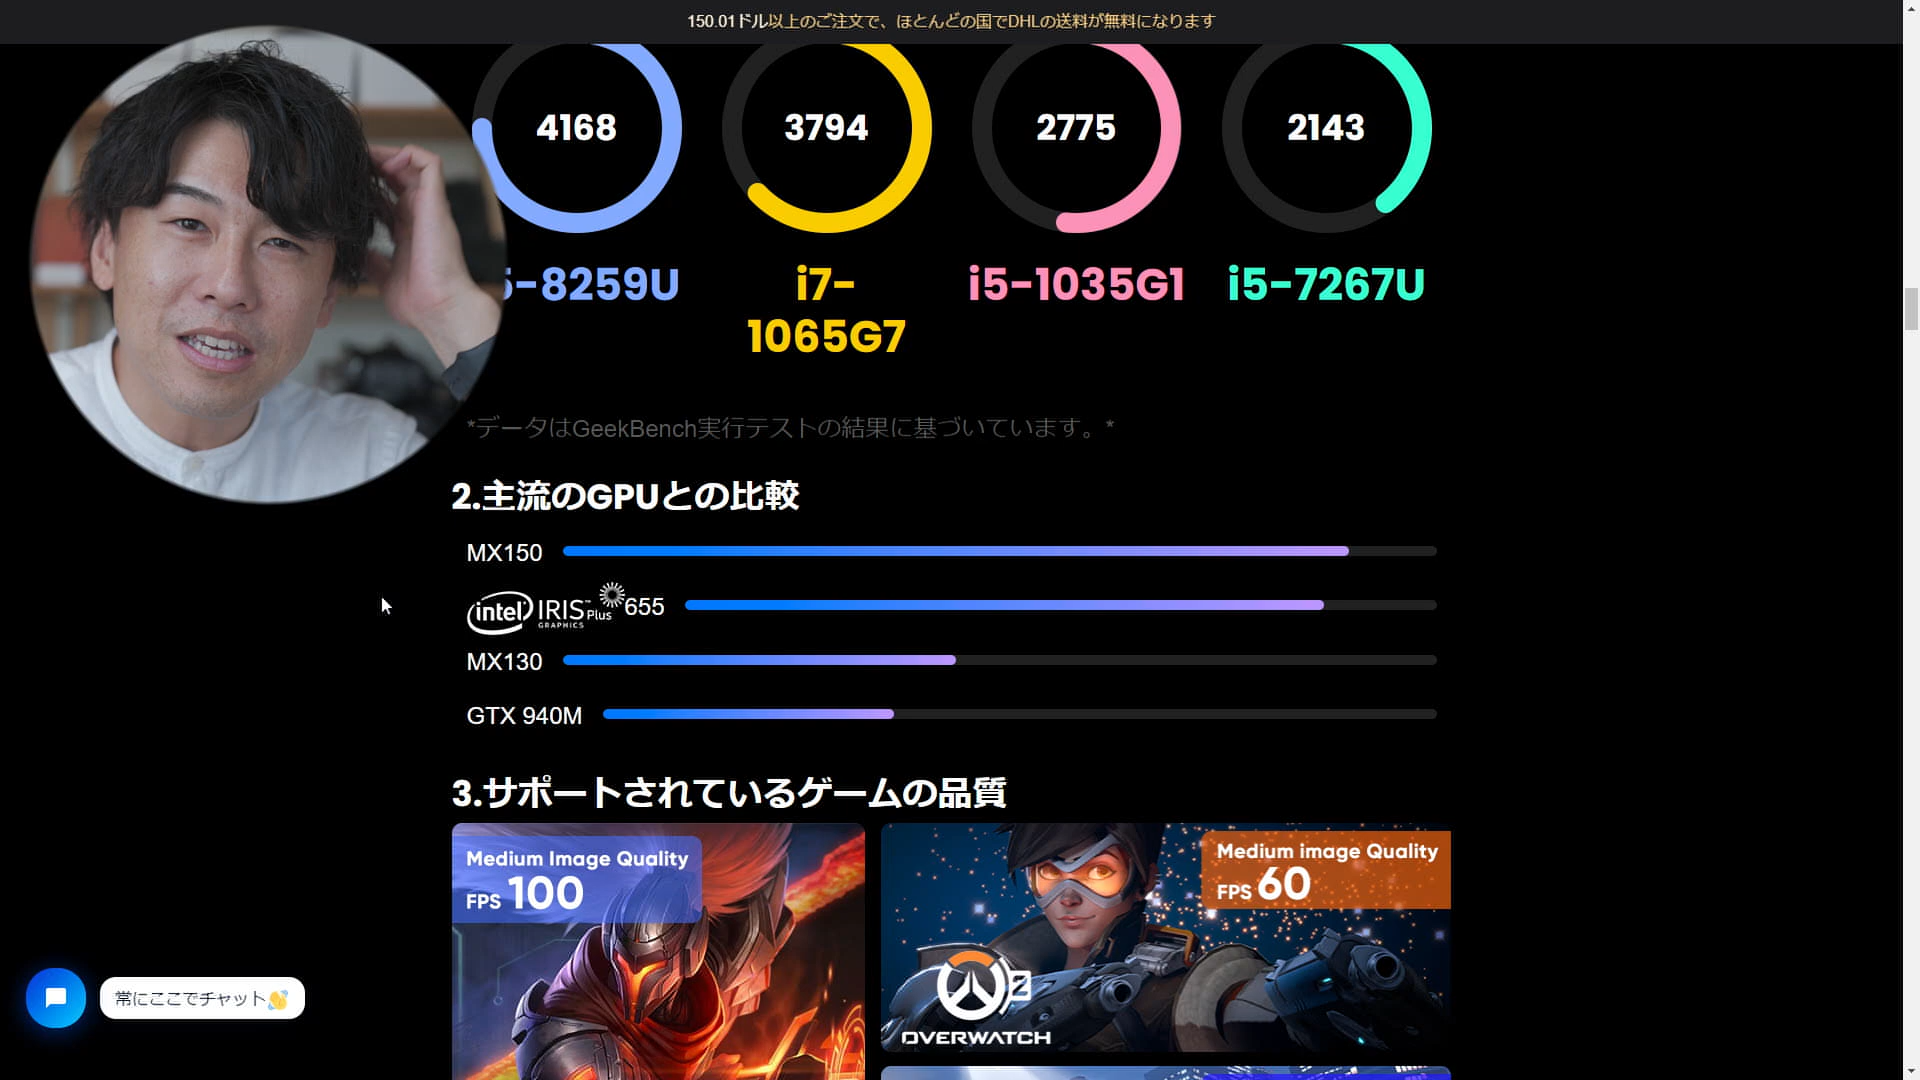 150.01ドル以上のご注文で、ほとんどの国でDHLの送料が無料になります
4168
3794
2775
2143
5-8259U
i7-
1065G7
i5-1035G1
i5-7267U
*データはGeekBench実行テストの結果に基づいています。*
2.主流のGPUとの比較
MX150
intel IRIS™ Plus GRAPHICS 655
MX130
GTX 940M
3.サポートされているゲームの品質
Medium Image Quality
FPS 100
Medium image Quality
FPS 60
2
OVERWATCH
常にここでチャット👋